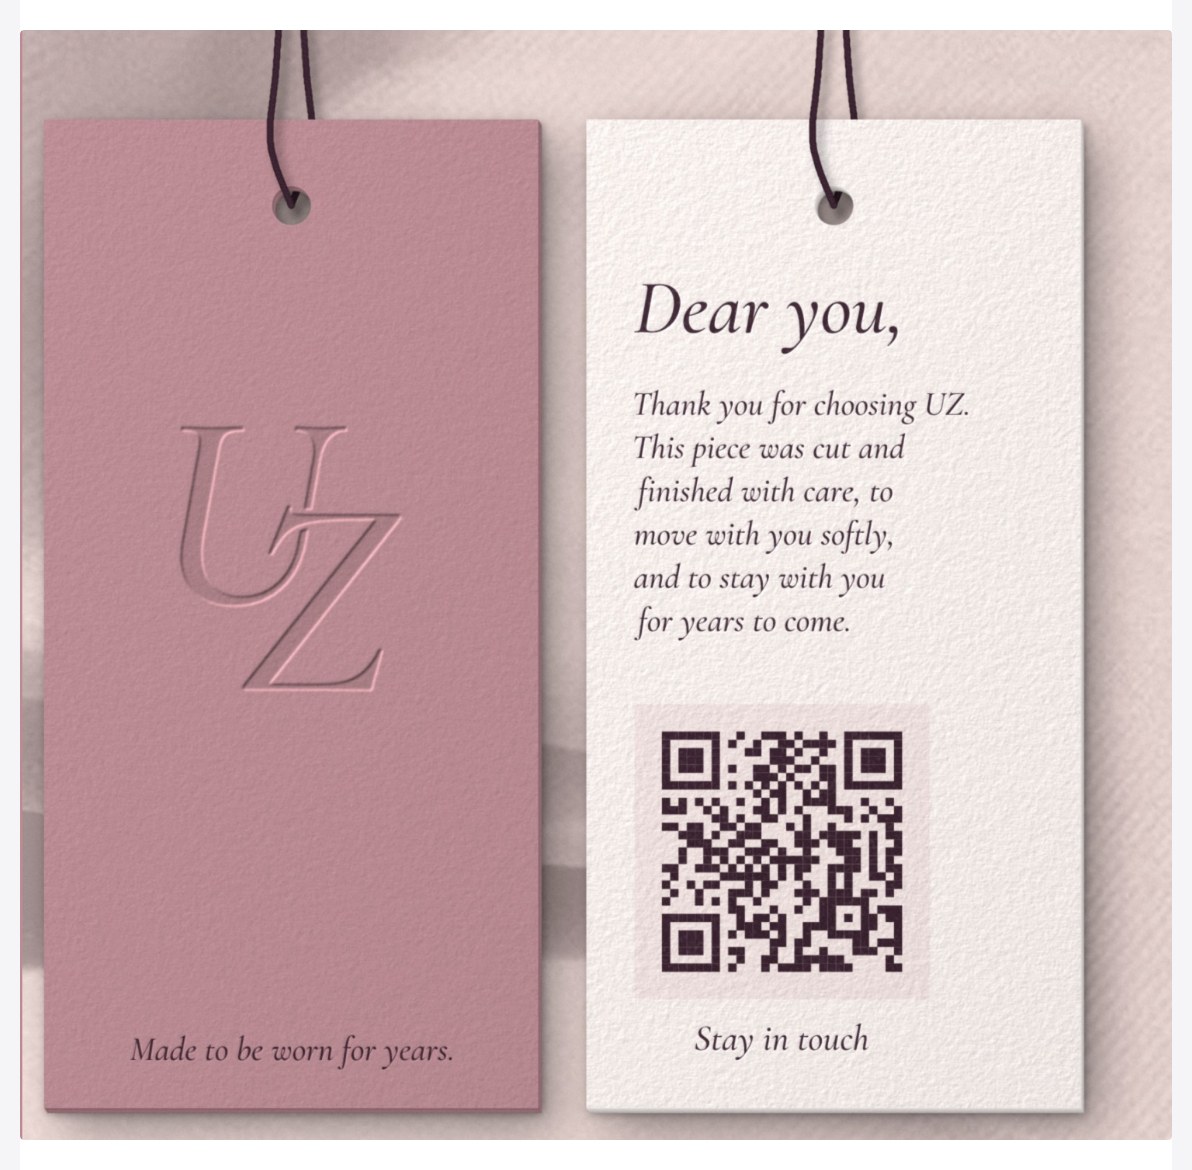 UZ
Made to be worn for years.
Dear you,
Thank you for choosing UZ.
This piece was cut and
finished with care, to
move with you softly,
and to stay with you
for years to come.
Stay in touch